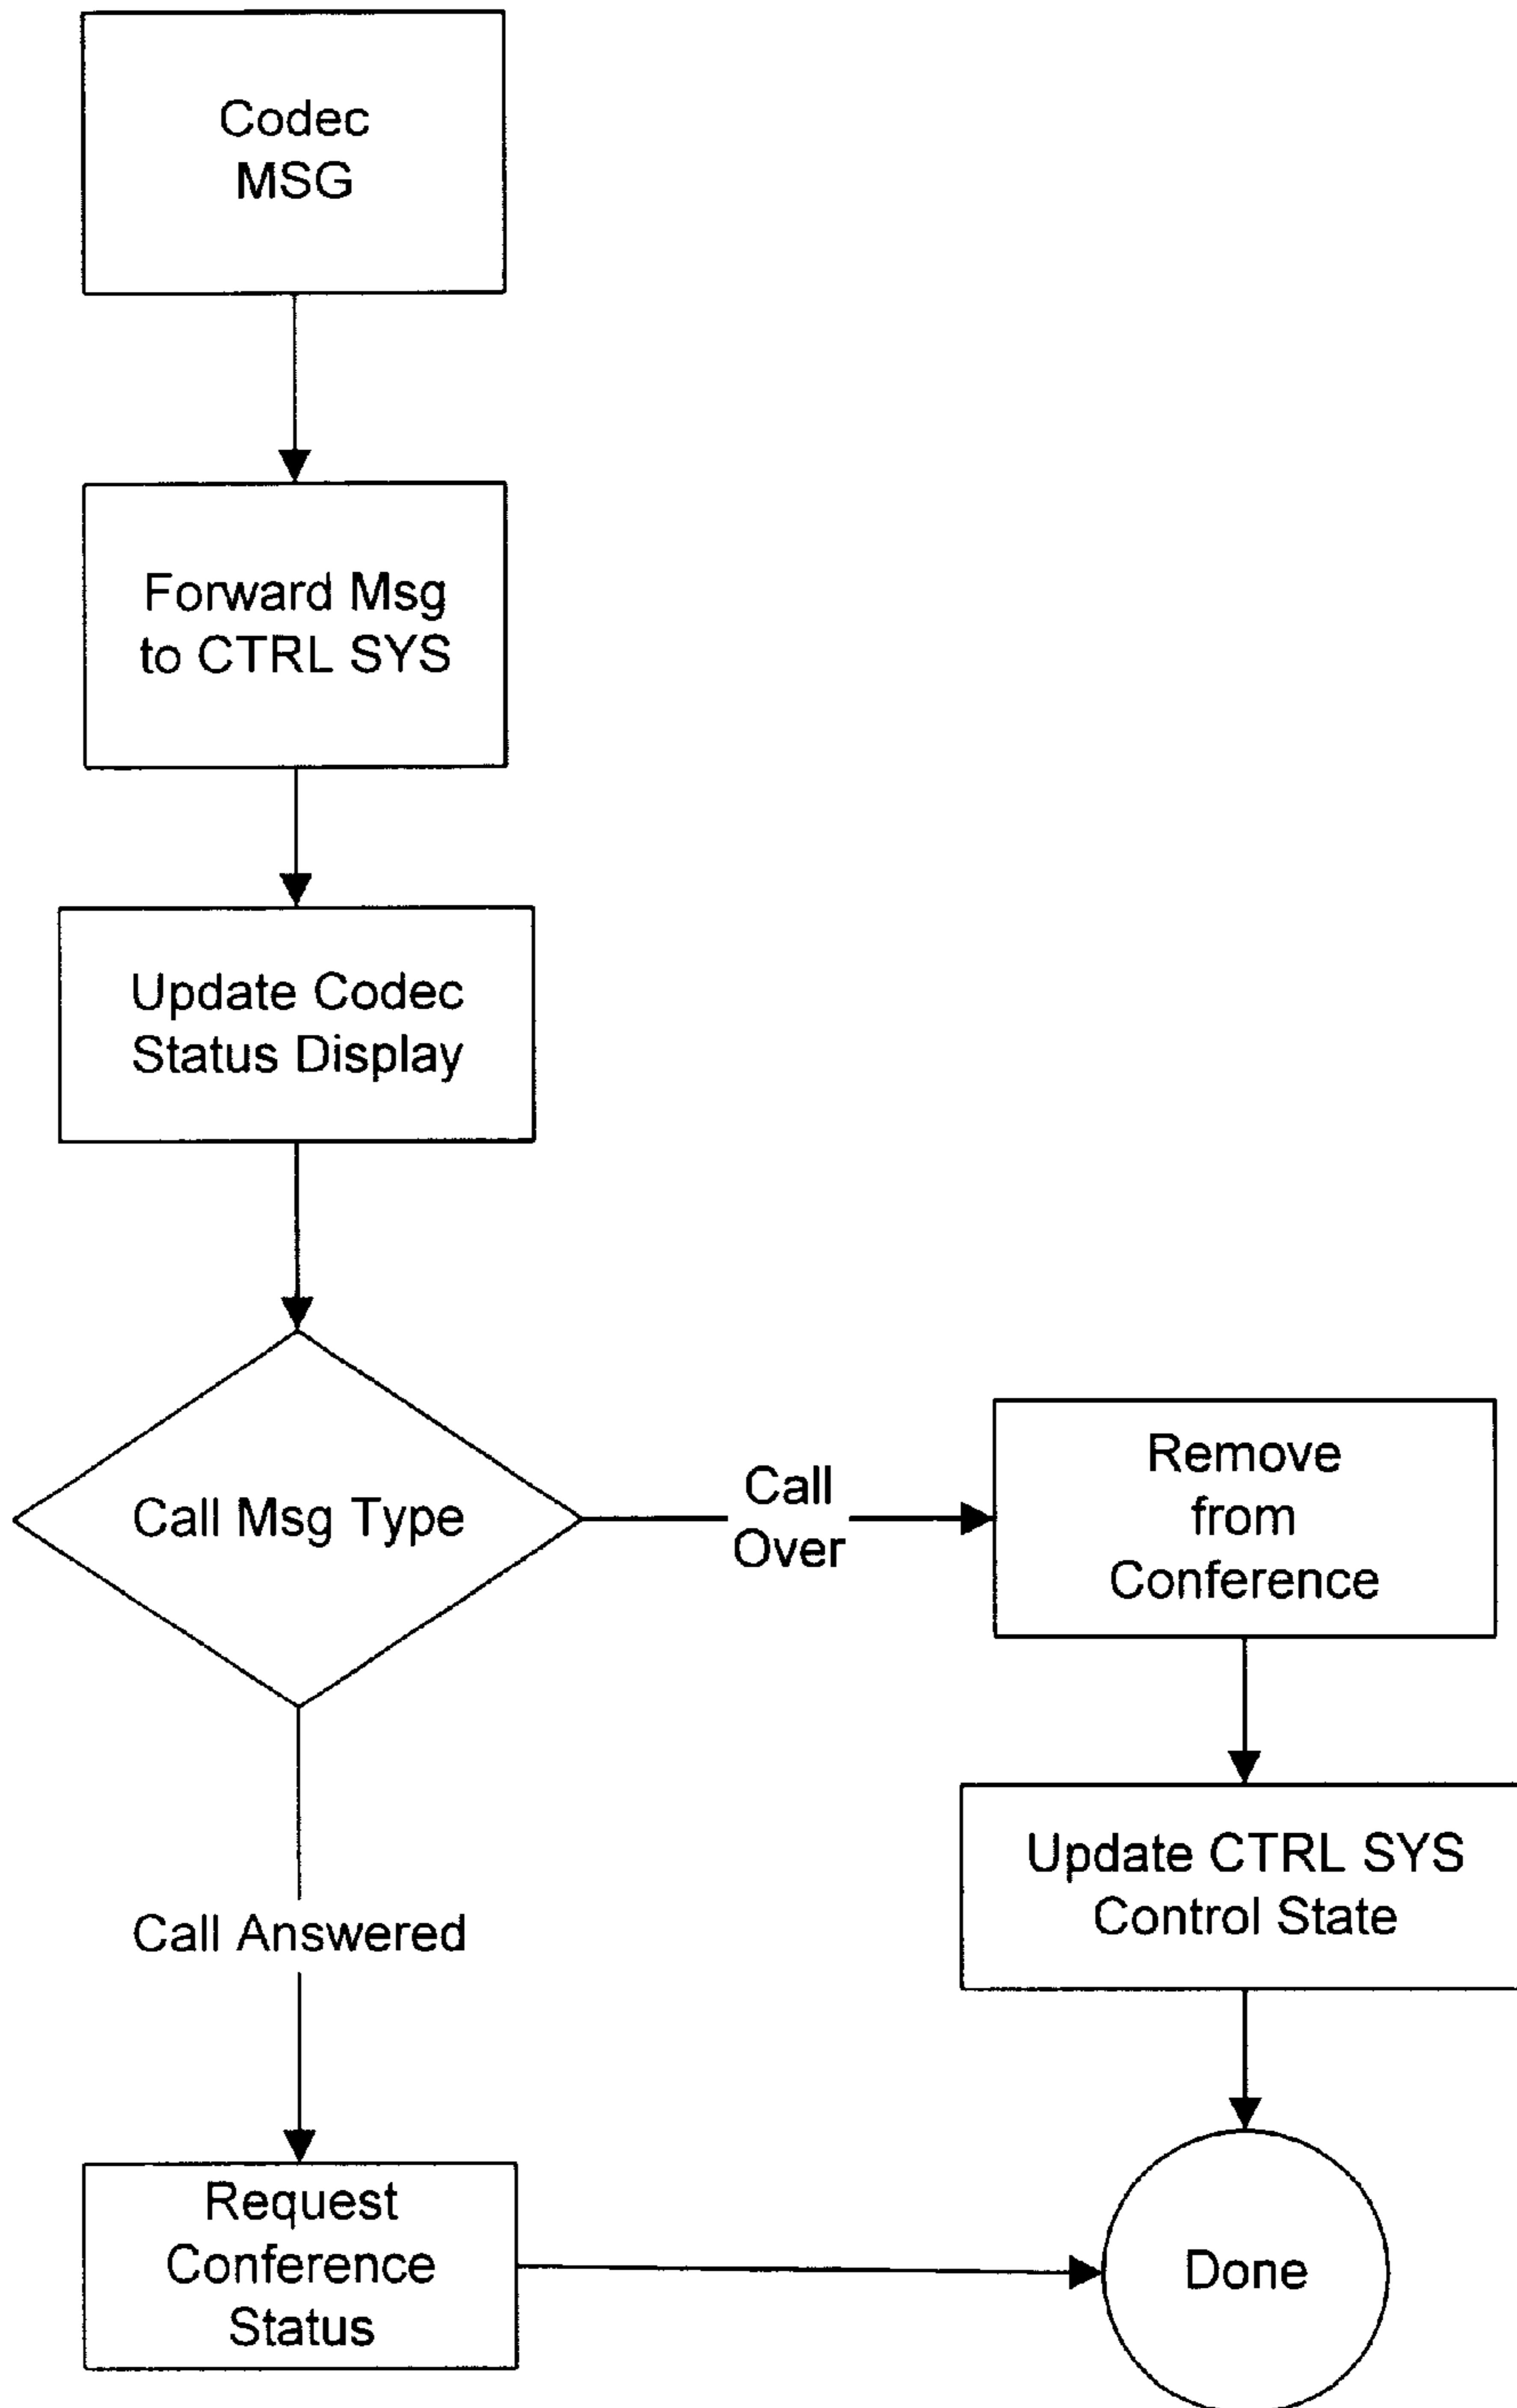 Codec
MSG
Forward Msg
to CTRL SYS
Update Codec
Status Display
Call Msg Type
Call
Over
Remove
from
Conference
Update CTRL SYS
Control State
Call Answered
Request
Conference
Status
Done